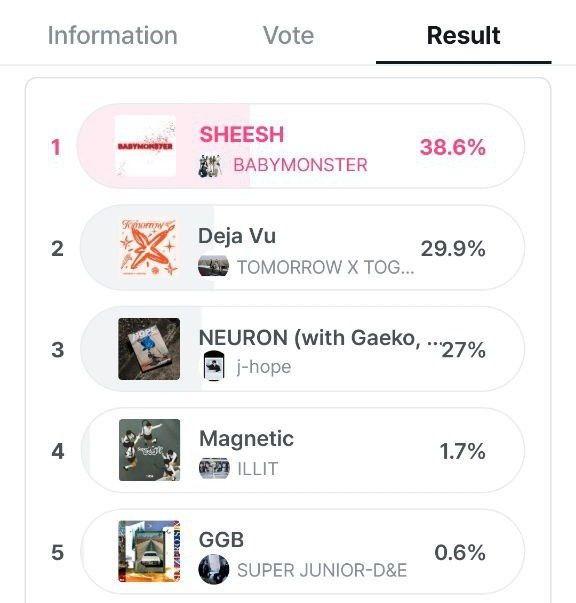 Information Vote Result
1
BABYMONSTER
SHEESH
BABYMONSTER
38.6%
2
Tomorrow
Deja Vu
TOMORROW X TOG...
29.9%
3
NEURON (with Gaeko, ...
j-hope
27%
4
Magnetic
ILLIT
1.7%
5
GGB
SUPER JUNIOR-D&E
0.6%